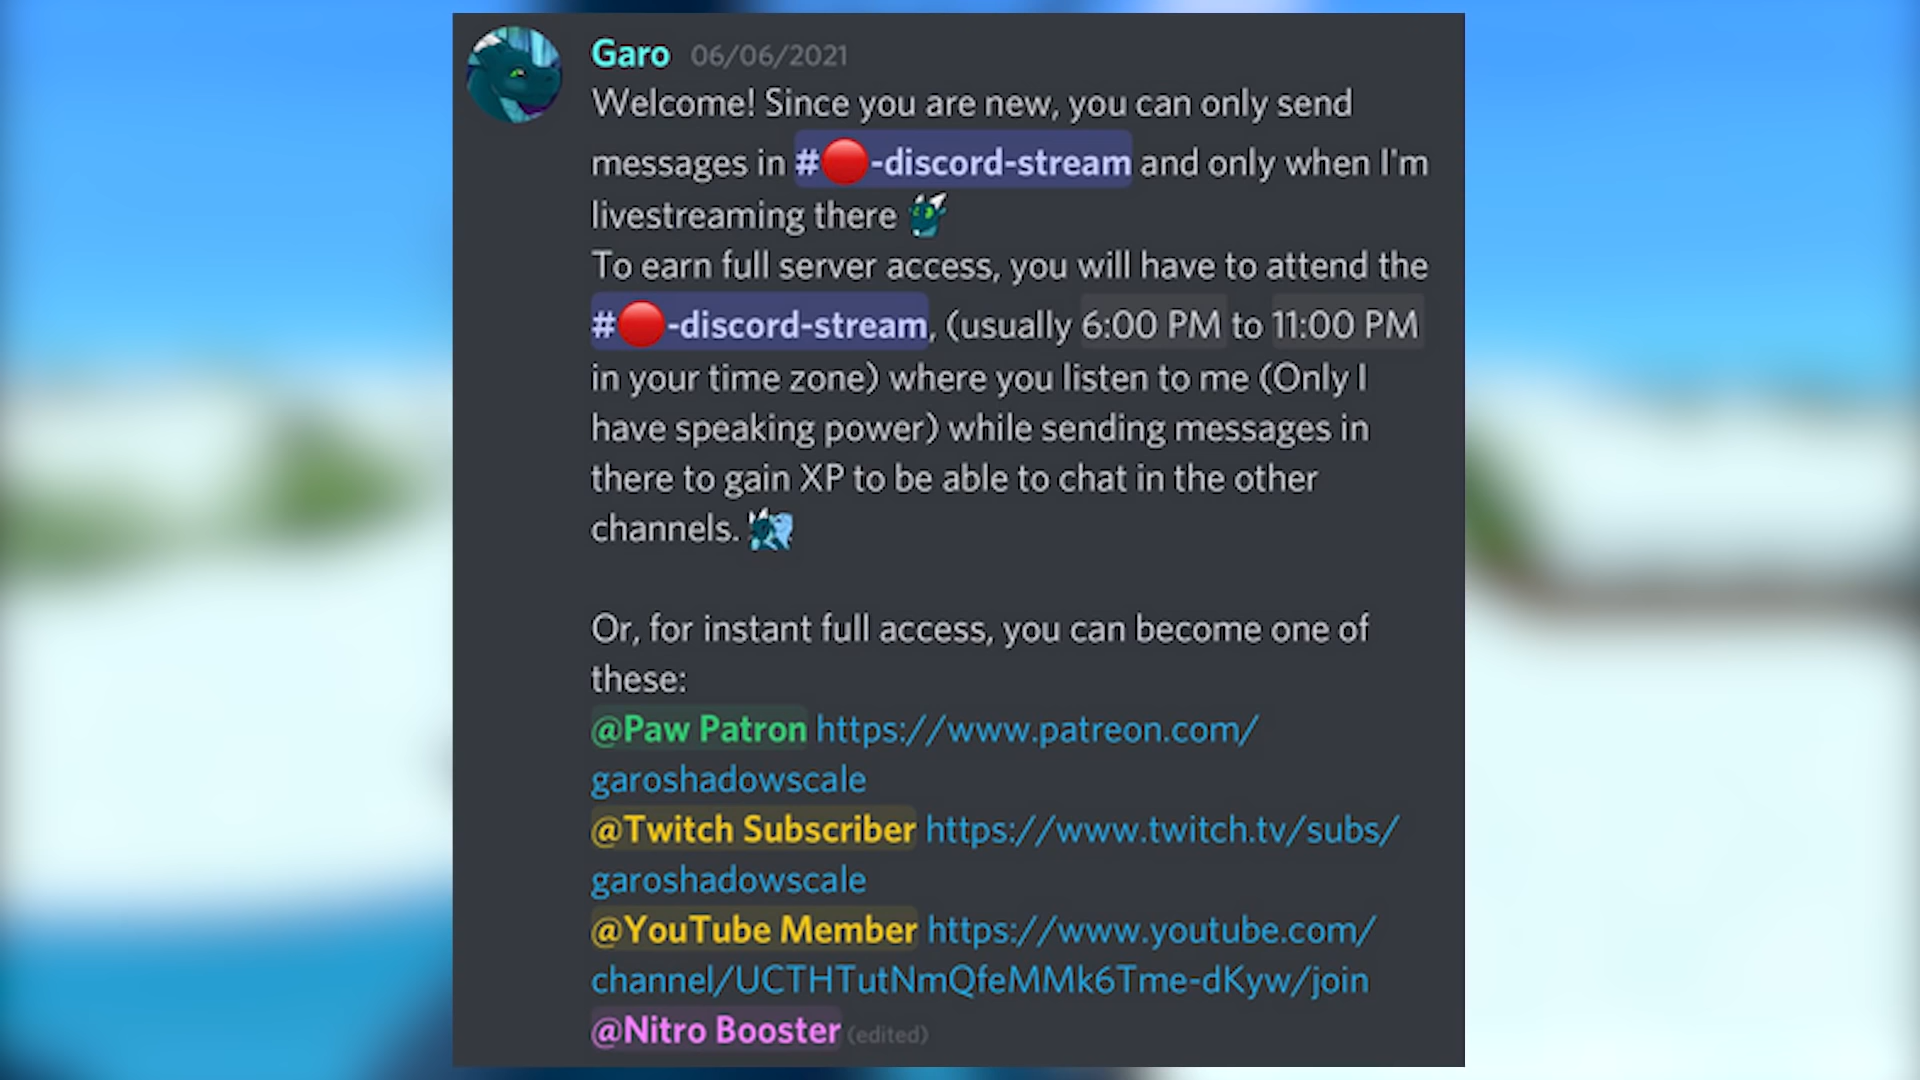 Garo 06/06/2021
Welcome! Since you are new, you can only send
messages in #🔴-discord-stream and only when I'm
livestreaming there
To earn full server access, you will have to attend the
#🔴-discord-stream, (usually 6:00 PM to 11:00 PM
in your time zone) where you listen to me (Only I
have speaking power) while sending messages in
there to gain XP to be able to chat in the other
channels.
Or, for instant full access, you can become one of
these:
@Paw Patron https://www.patreon.com/
garoshadowscale
@Twitch Subscriber https://www.twitch.tv/subs/
garoshadowscale
@YouTube Member https://www.youtube.com/
channel/UCTHTutNmQfeMMk6Tme-dKyw/join
@Nitro Booster (edited)